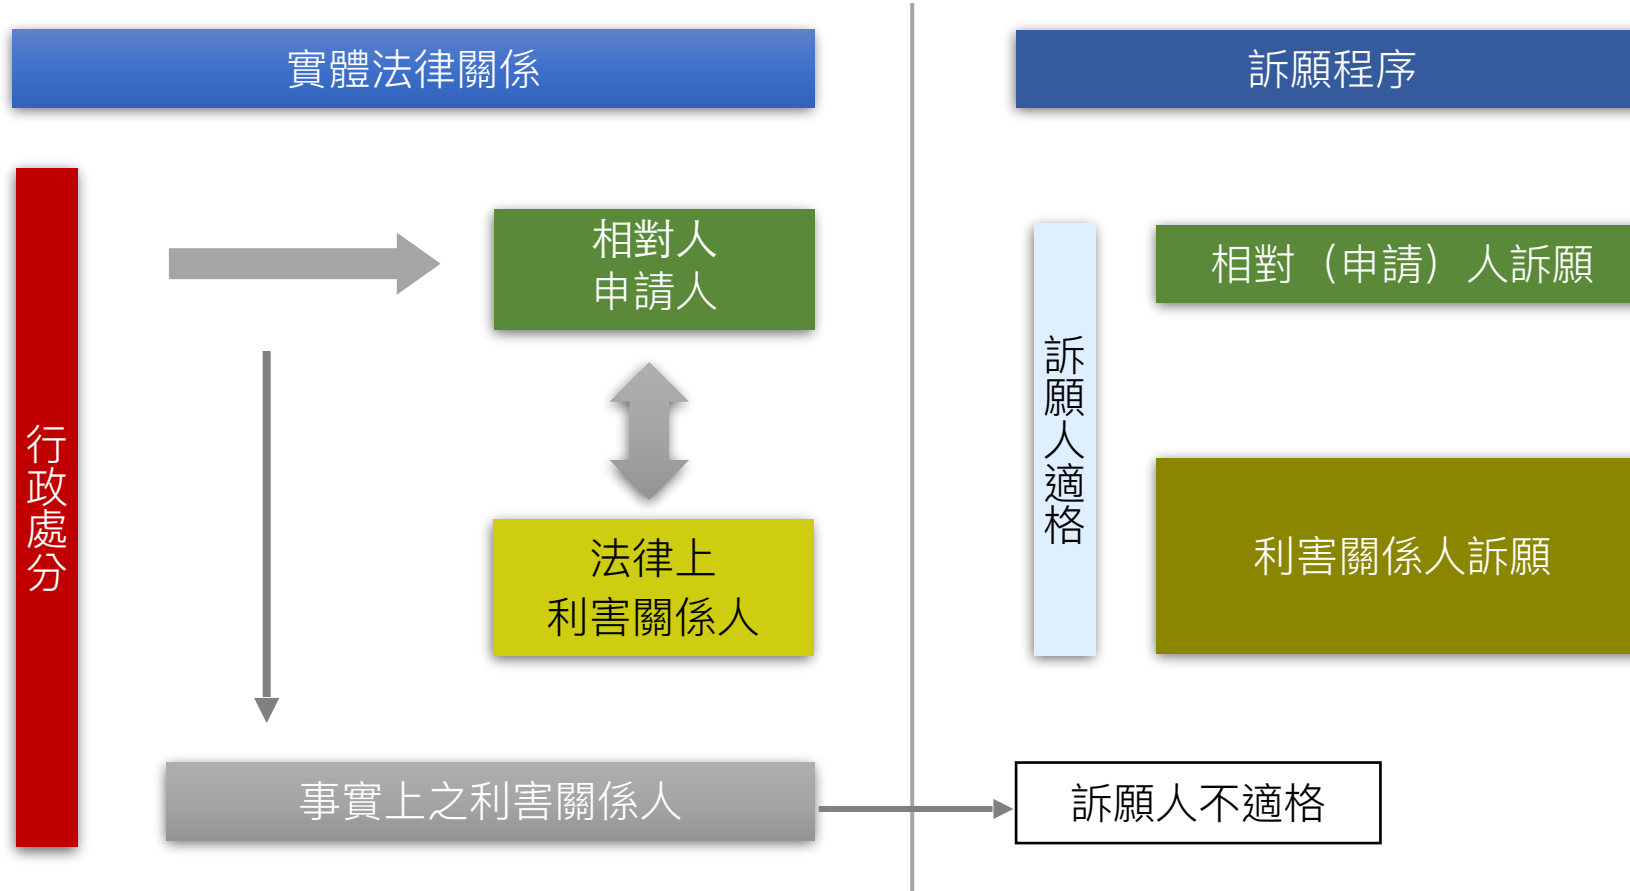 實體法律關係
訴願程序
行政處分
相對人
申請人
法律上
利害關係人
事實上之利害關係人
訴願人適格
相對（申請）人訴願
利害關係人訴願
訴願人不適格